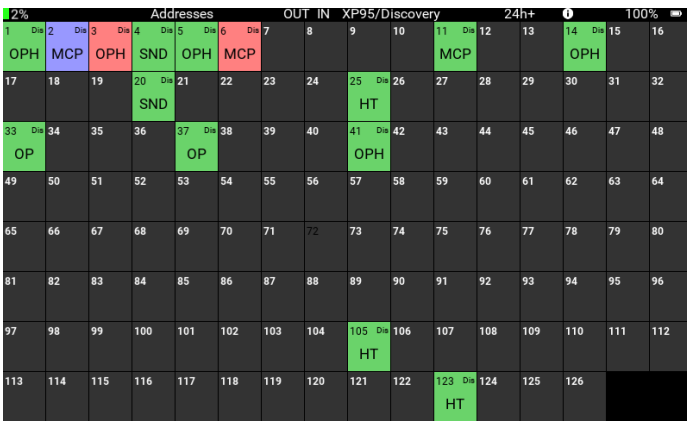 2% Addresses OUT IN XP95/Discovery 24h+ i 100%
1 Dis 2 Dis 3 Dis 4 Dis 5 Dis 6 Dis 7 8 9 10 11 Dis 12 13 14 Dis 15 16
OPH MCP OPH SND OPH MCP MCP OPH
17 18 19 20 Dis 21 22 23 24 25 Dis 26 27 28 29 30 31 32
SND HT
33 Dis 34 35 36 37 Dis 38 39 40 41 Dis 42 43 44 45 46 47 48
OP OP OPH
49 50 51 52 53 54 55 56 57 58 59 60 61 62 63 64
65 66 67 68 69 70 71 72 73 74 75 76 77 78 79 80
81 82 83 84 85 86 87 88 89 90 91 92 93 94 95 96
97 98 99 100 101 102 103 104 105 Dis 106 107 108 109 110 111 112
HT
113 114 115 116 117 118 119 120 121 122 123 Dis 124 125 126
HT